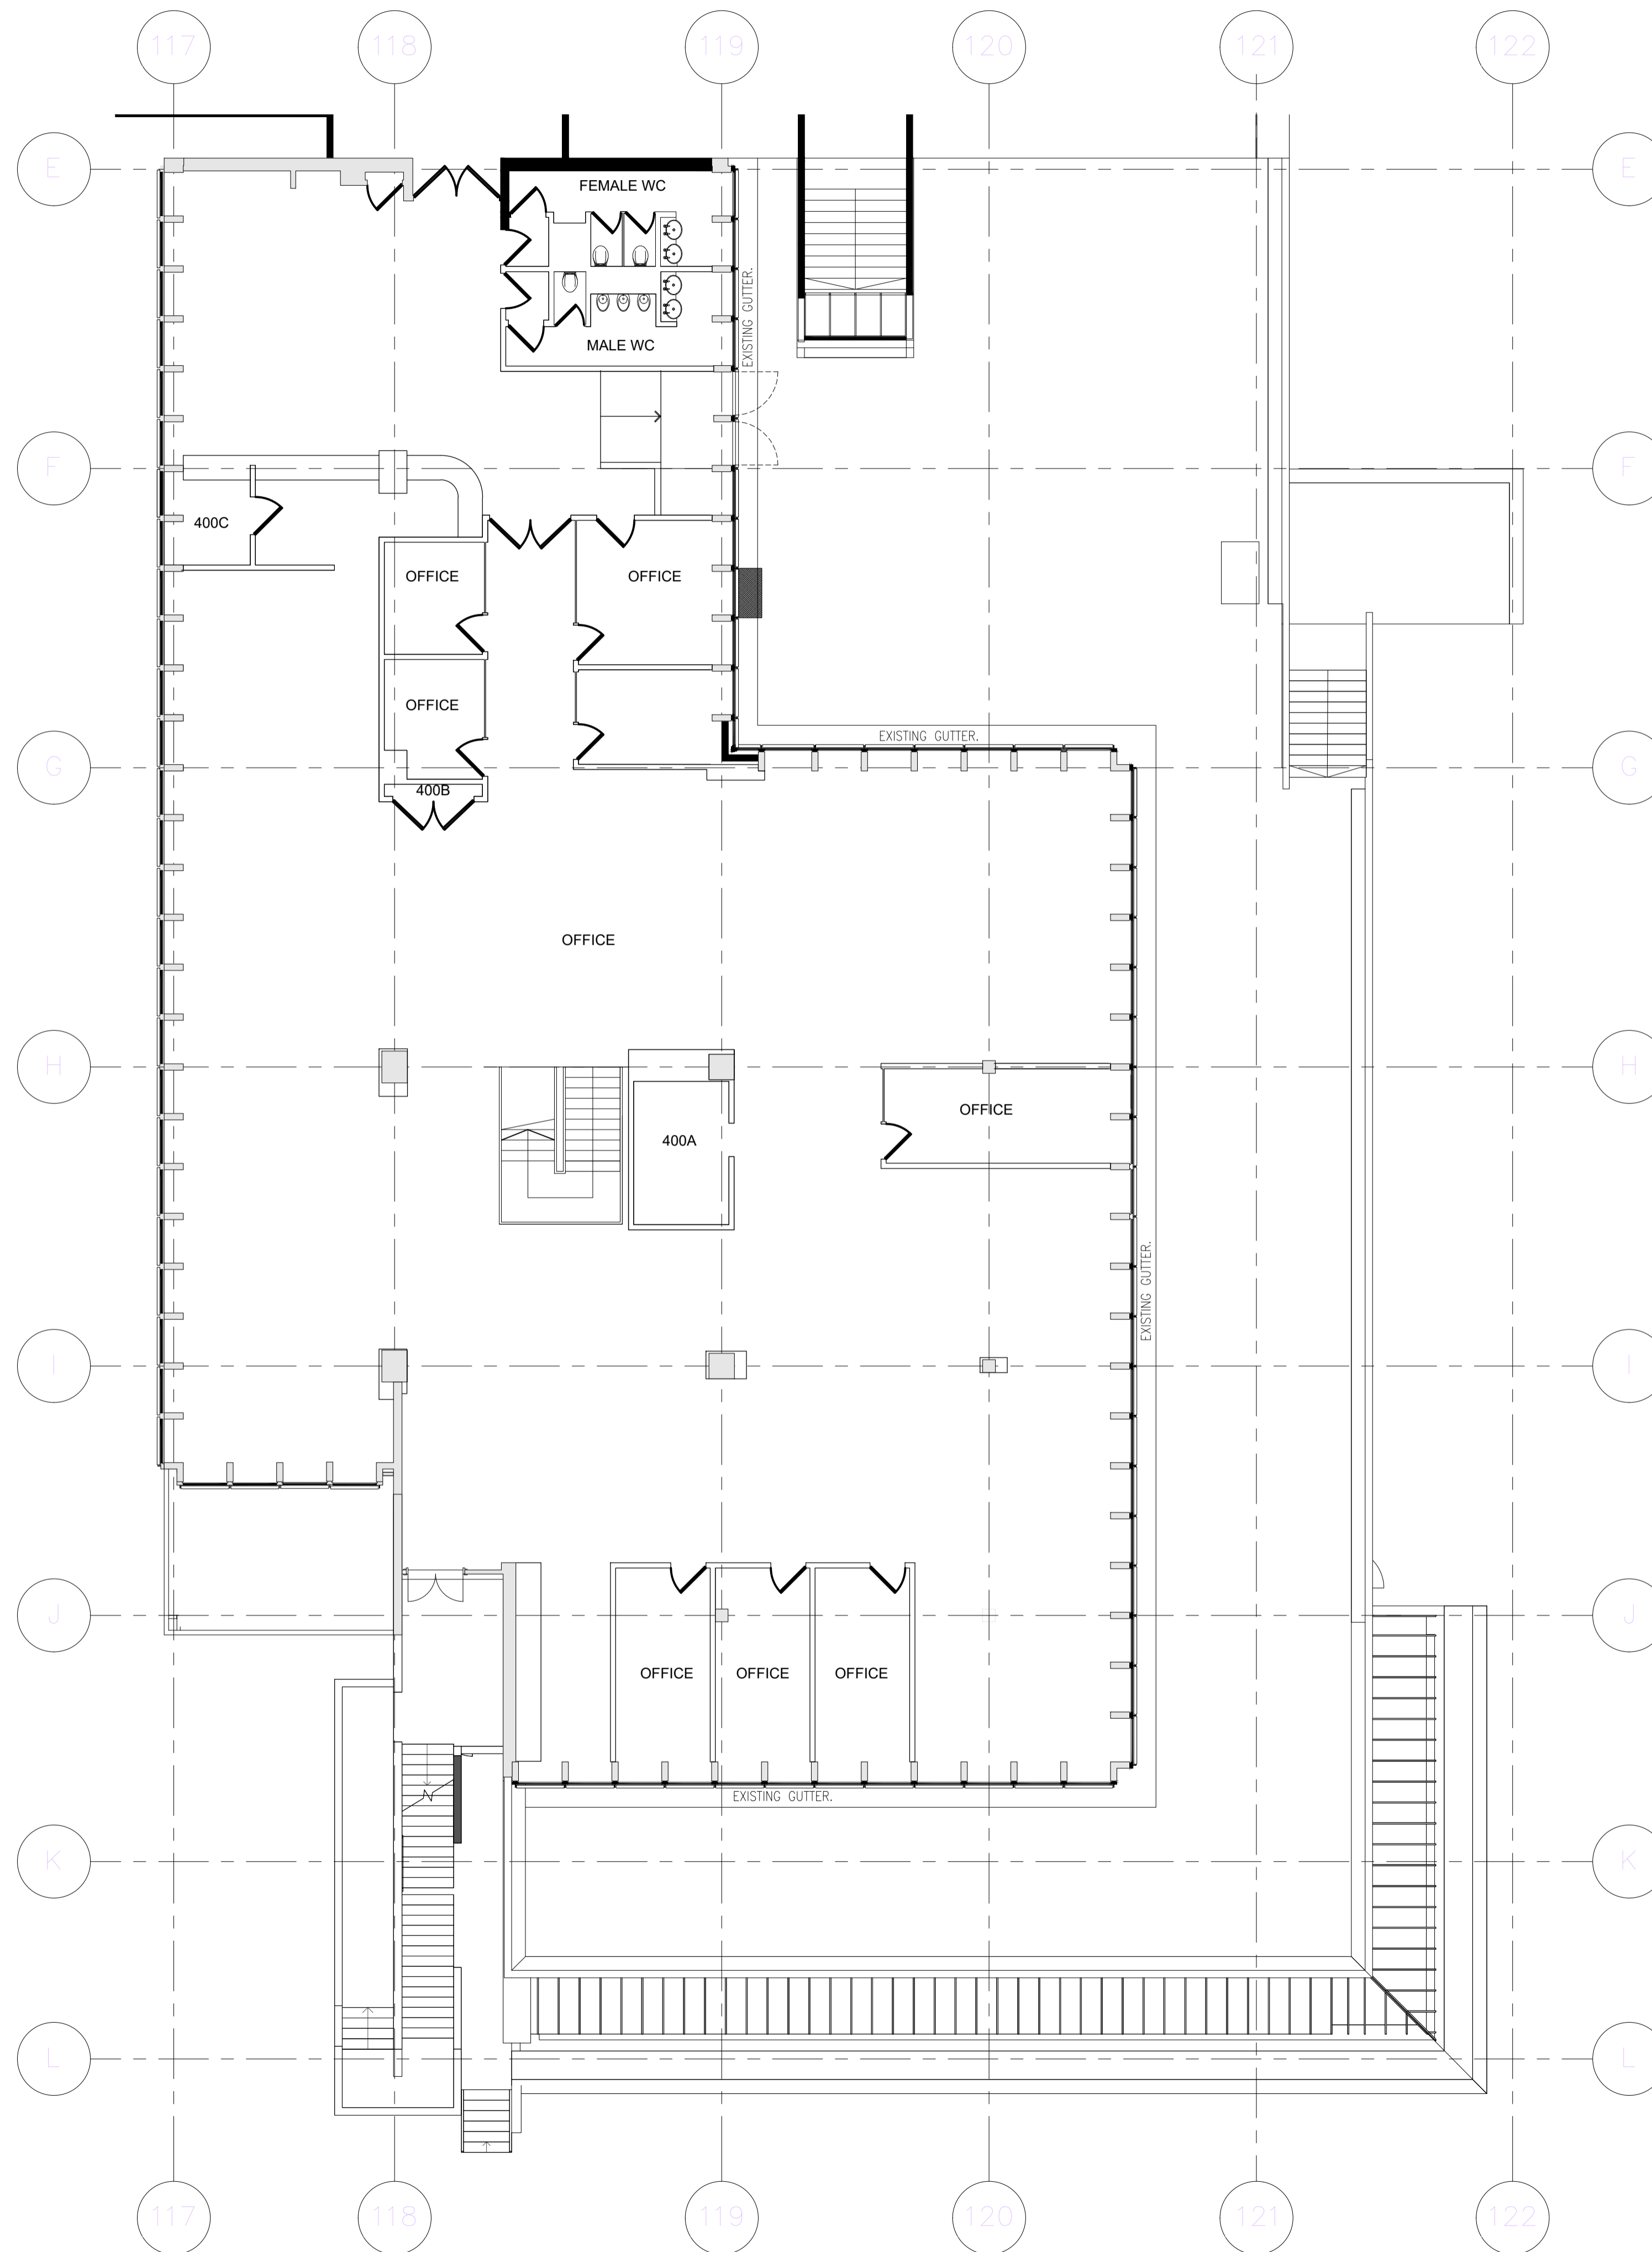 117 118 119 120 121 122
E E
FEMALE WC
EXISTING GUTTER.
MALE WC
F F
400C
OFFICE OFFICE
OFFICE
EXISTING GUTTER.
G G
400B
OFFICE
H H
OFFICE
400A
EXISTING GUTTER.
I I
J J
OFFICE OFFICE OFFICE
EXISTING GUTTER.
K K
L L
117 118 119 120 121 122